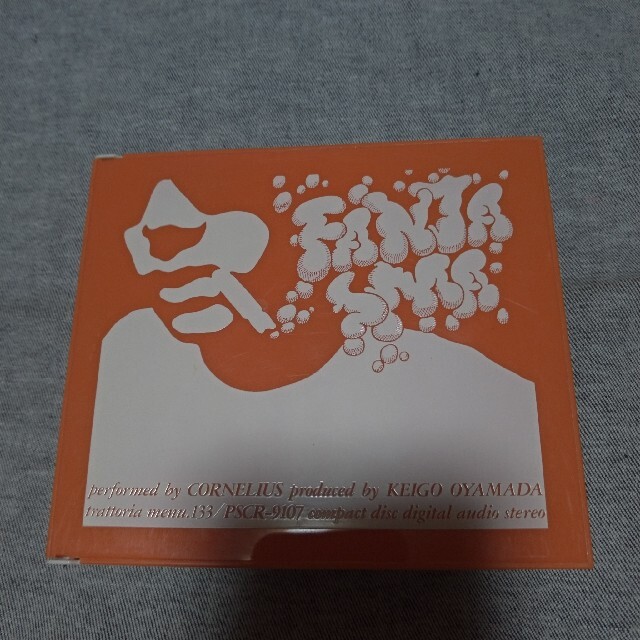 FANTA
SMA
performed by CORNELIUS produced by KEIGO OYAMADA
trattoria menu.133/PSCR-9107 compact disc digital audio stereo